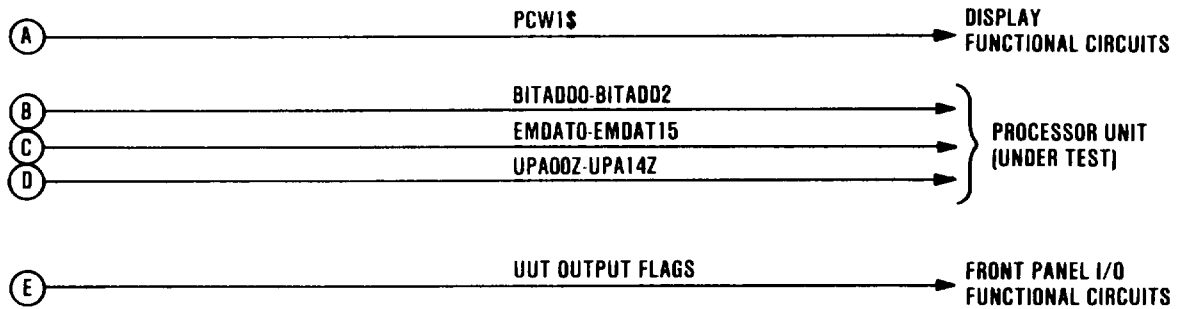 A
PCW1$
DISPLAY
FUNCTIONAL CIRCUITS
B
BITAD00-BITAD02
C
EMDAT0-EMDAT15
D
UPA00Z-UPA14Z
PROCESSOR UNIT
(UNDER TEST)
E
UUT OUTPUT FLAGS
FRONT PANEL I/O
FUNCTIONAL CIRCUITS